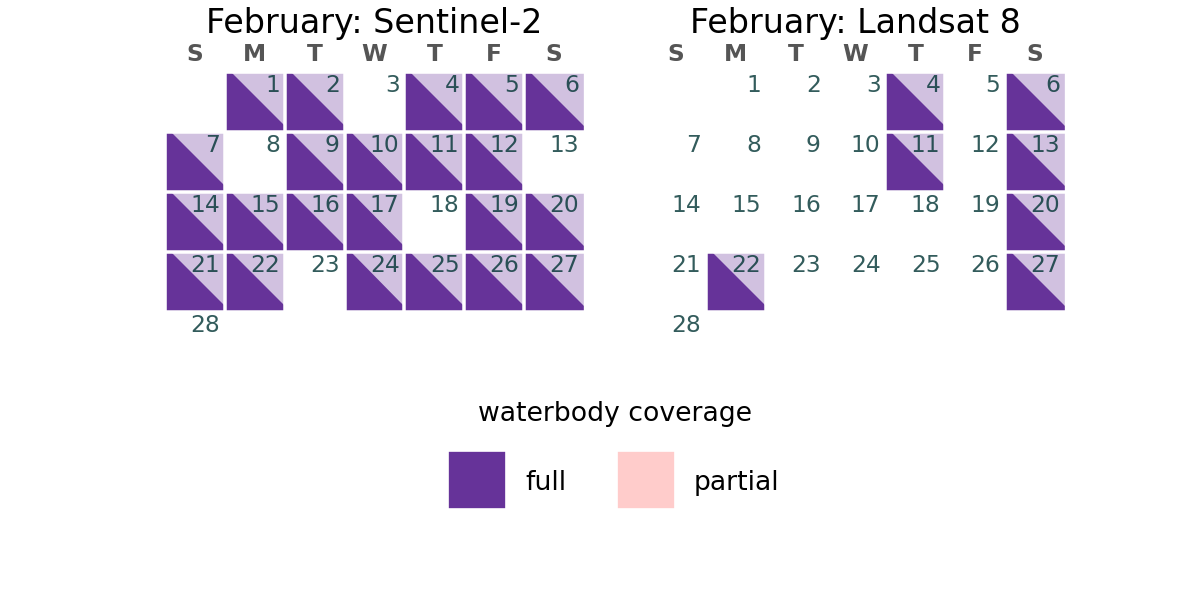 February: Sentinel-2
S M T W T F S
1 2 3 4 5 6
7 8 9 10 11 12 13
14 15 16 17 18 19 20
21 22 23 24 25 26 27
28
February: Landsat 8
S M T W T F S
1 2 3 4 5 6
7 8 9 10 11 12 13
14 15 16 17 18 19 20
21 22 23 24 25 26 27
28
waterbody coverage
full partial